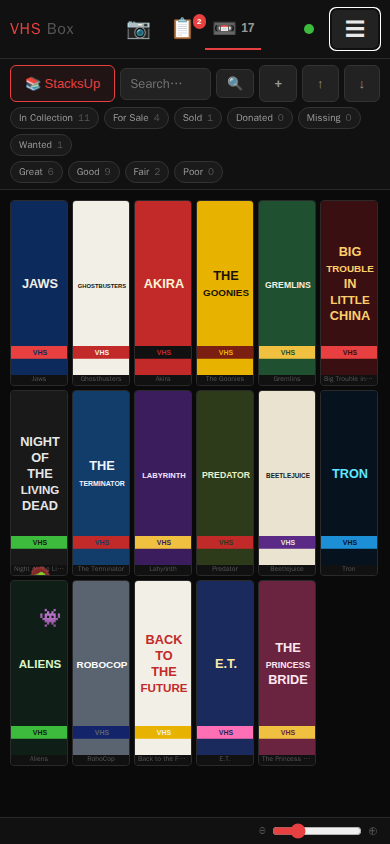 VHS Box 2 17
StacksUp Search… + ↑ ↓
In Collection 11 For Sale 4 Sold 1 Donated 0 Missing 0
Wanted 1
Great 6 Good 9 Fair 2 Poor 0
JAWS
VHS
Jaws
GHOSTBUSTERS
VHS
Ghostbusters
AKIRA
VHS
Akira
THE
GOONIES
VHS
The Goonies
GREMLINS
VHS
Gremlins
BIG
TROUBLE
IN
LITTLE
CHINA
VHS
Big Trouble in…
NIGHT
OF
THE
LIVING
DEAD
VHS
Night
THE
TERMINATOR
VHS
The Terminator
LABYRINTH
VHS
Labyrinth
PREDATOR
VHS
Predator
BEETLEJUICE
VHS
Beetlejuice
TRON
VHS
Tron
ALIENS
VHS
Aliens
ROBOCOP
VHS
RoboCop
BACK
TO
THE
FUTURE
VHS
Back to the F…
E.T.
VHS
E.T.
THE
PRINCESS
BRIDE
VHS
The Princess …